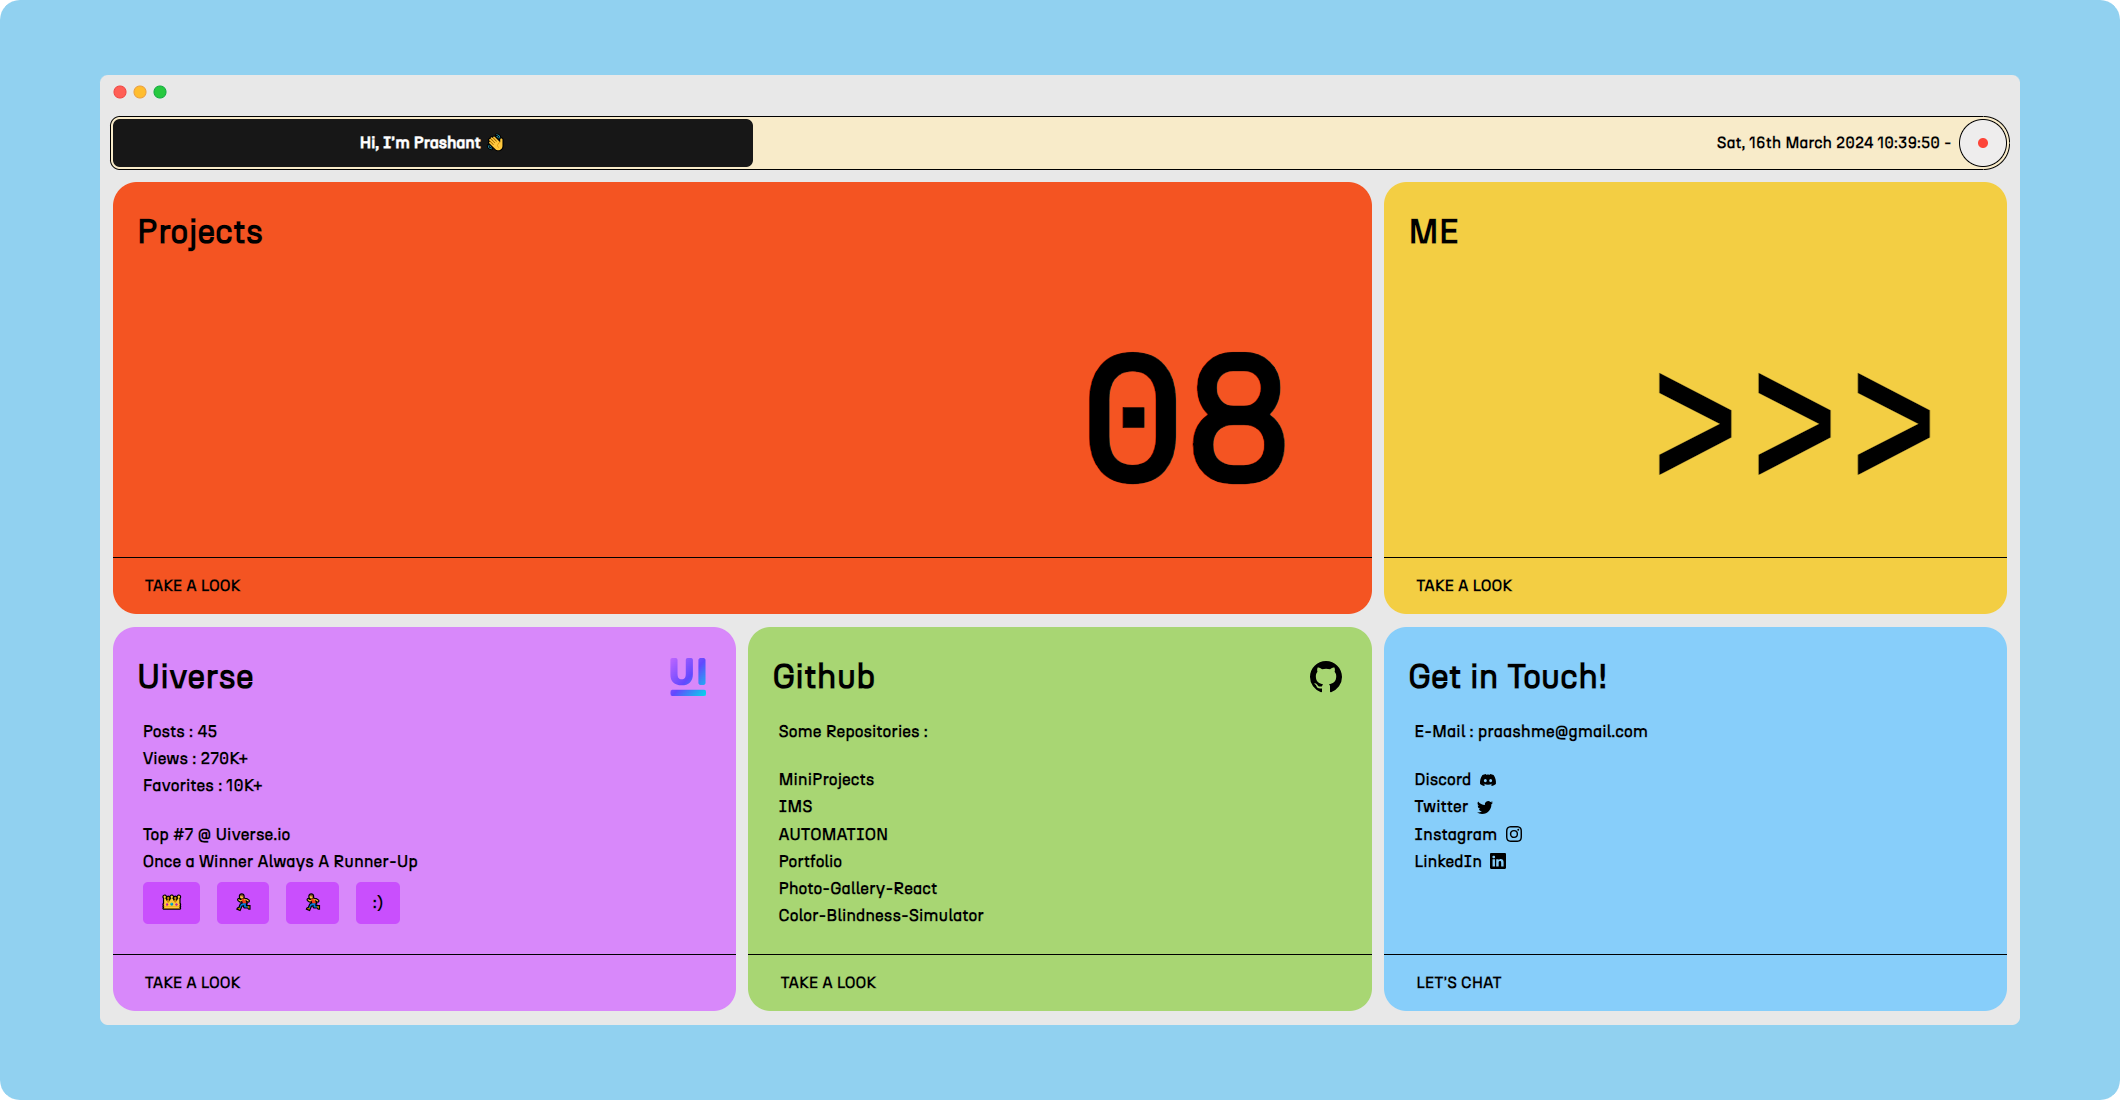 Hi, I'm Prashant 👋
Sat, 16th March 2024 10:39:50 -
Projects
08
TAKE A LOOK
ME
>>>
TAKE A LOOK
Uiverse
UI
Posts : 45
Views : 270K+
Favorites : 10K+
Top #7 @ Uiverse.io
Once a Winner Always A Runner-Up
:)
TAKE A LOOK
Github
Some Repositories :
MiniProjects
IMS
AUTOMATION
Portfolio
Photo-Gallery-React
Color-Blindness-Simulator
TAKE A LOOK
Get in Touch!
E-Mail : praashme@gmail.com
Discord
Twitter
Instagram
LinkedIn in
LET'S CHAT